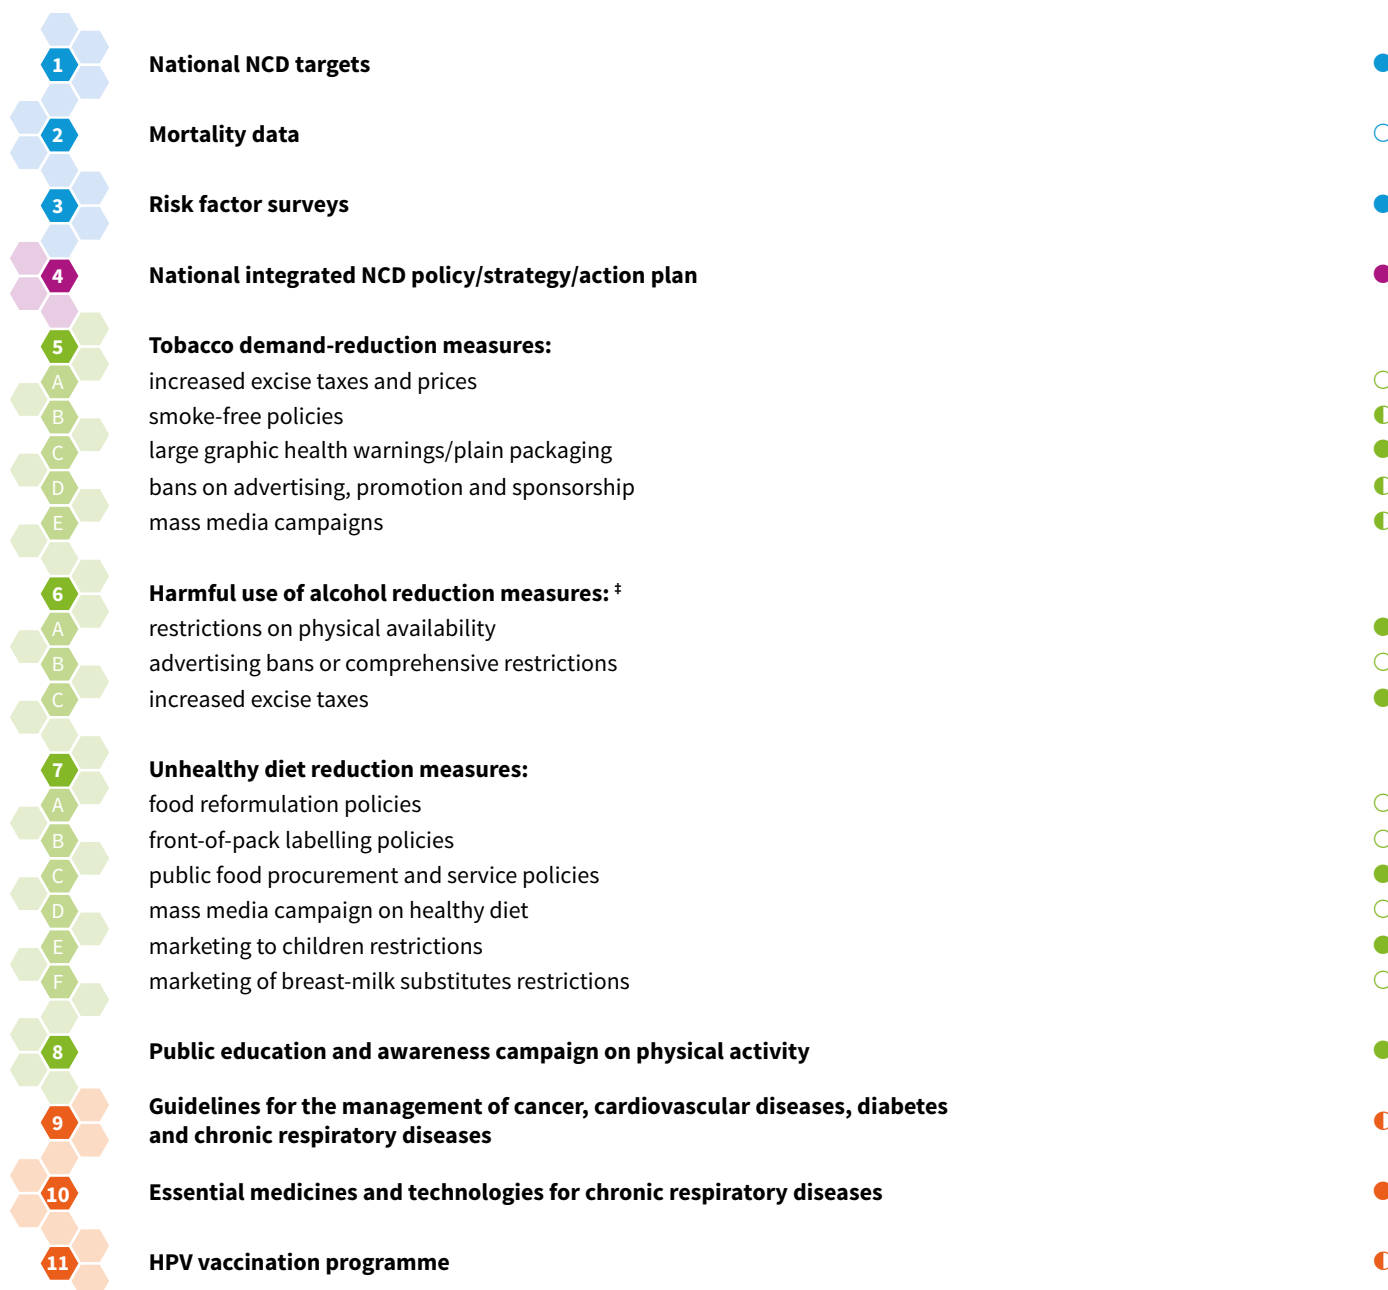 1 National NCD targets
2 Mortality data
3 Risk factor surveys
4 National integrated NCD policy/strategy/action plan
5 Tobacco demand-reduction measures:
A increased excise taxes and prices
B smoke-free policies
C large graphic health warnings/plain packaging
D bans on advertising, promotion and sponsorship
E mass media campaigns
6 Harmful use of alcohol reduction measures: ‡
A restrictions on physical availability
B advertising bans or comprehensive restrictions
C increased excise taxes
7 Unhealthy diet reduction measures:
A food reformulation policies
B front-of-pack labelling policies
C public food procurement and service policies
D mass media campaign on healthy diet
E marketing to children restrictions
F marketing of breast-milk substitutes restrictions
8 Public education and awareness campaign on physical activity
9 Guidelines for the management of cancer, cardiovascular diseases, diabetes
and chronic respiratory diseases
10 Essential medicines and technologies for chronic respiratory diseases
11 HPV vaccination programme